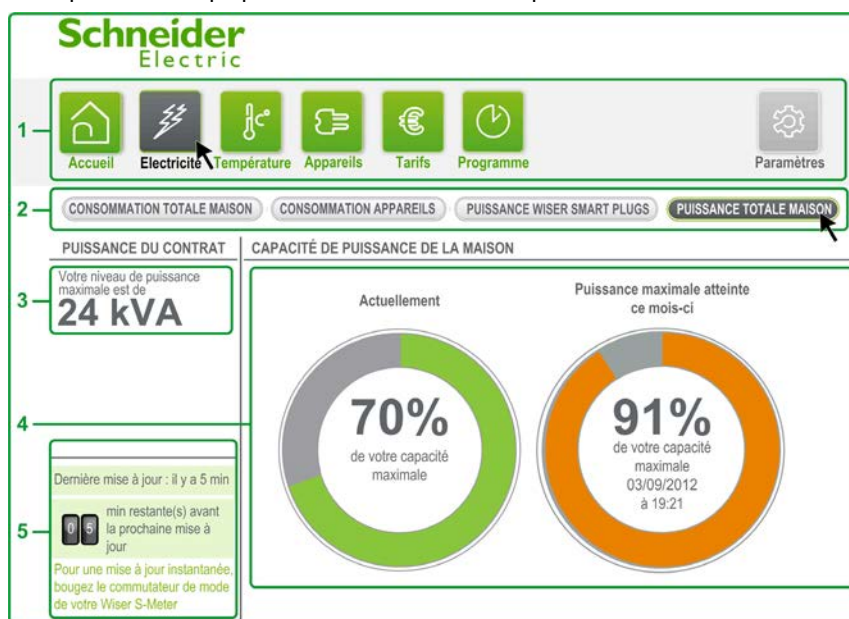 Schneider
Electric
1
Accueil Electricité Température Appareils Tarifs Programme Paramètres
2
CONSOMMATION TOTALE MAISON CONSOMMATION APPAREILS PUISSANCE WISER SMART PLUGS PUISSANCE TOTALE MAISON
PUISSANCE DU CONTRAT
Votre niveau de puissance
maximale est de
3
24 kVA
CAPACITÉ DE PUISSANCE DE LA MAISON
4
Actuellement
70%
de votre capacité
maximale
Puissance maximale atteinte
ce mois-ci
91%
de votre capacité
maximale
03/09/2012
à 19:21
Dernière mise à jour : il y a 5 min
5
0 5
min restante(s) avant
la prochaine mise à
jour
Pour une mise à jour instantanée,
bougez le commutateur de mode
de votre Wiser S-Meter